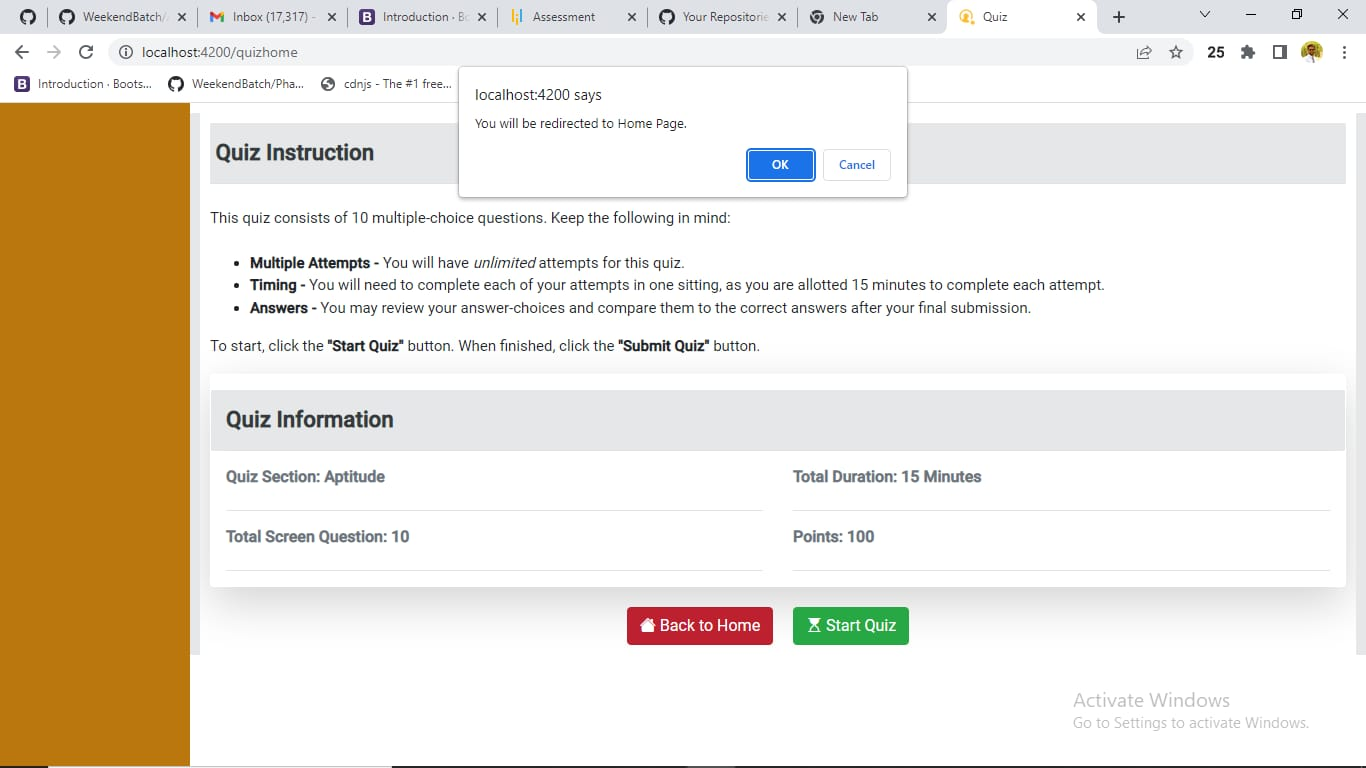 WeekendBatch/
Inbox (17,317) -
Introduction · Bo
Assessment
Your Repositorie
New Tab
Quiz
localhost:4200/quizhome
25
Introduction · Boots...
WeekendBatch/Pha...
cdnjs - The #1 free...
localhost:4200 says
You will be redirected to Home Page.
OK
Cancel
Quiz Instruction
This quiz consists of 10 multiple-choice questions. Keep the following in mind:
• Multiple Attempts - You will have unlimited attempts for this quiz.
• Timing - You will need to complete each of your attempts in one sitting, as you are allotted 15 minutes to complete each attempt.
• Answers - You may review your answer-choices and compare them to the correct answers after your final submission.
To start, click the "Start Quiz" button. When finished, click the "Submit Quiz" button.
Quiz Information
Quiz Section: Aptitude
Total Duration: 15 Minutes
Total Screen Question: 10
Points: 100
Back to Home
Start Quiz
Activate Windows
Go to Settings to activate Windows.